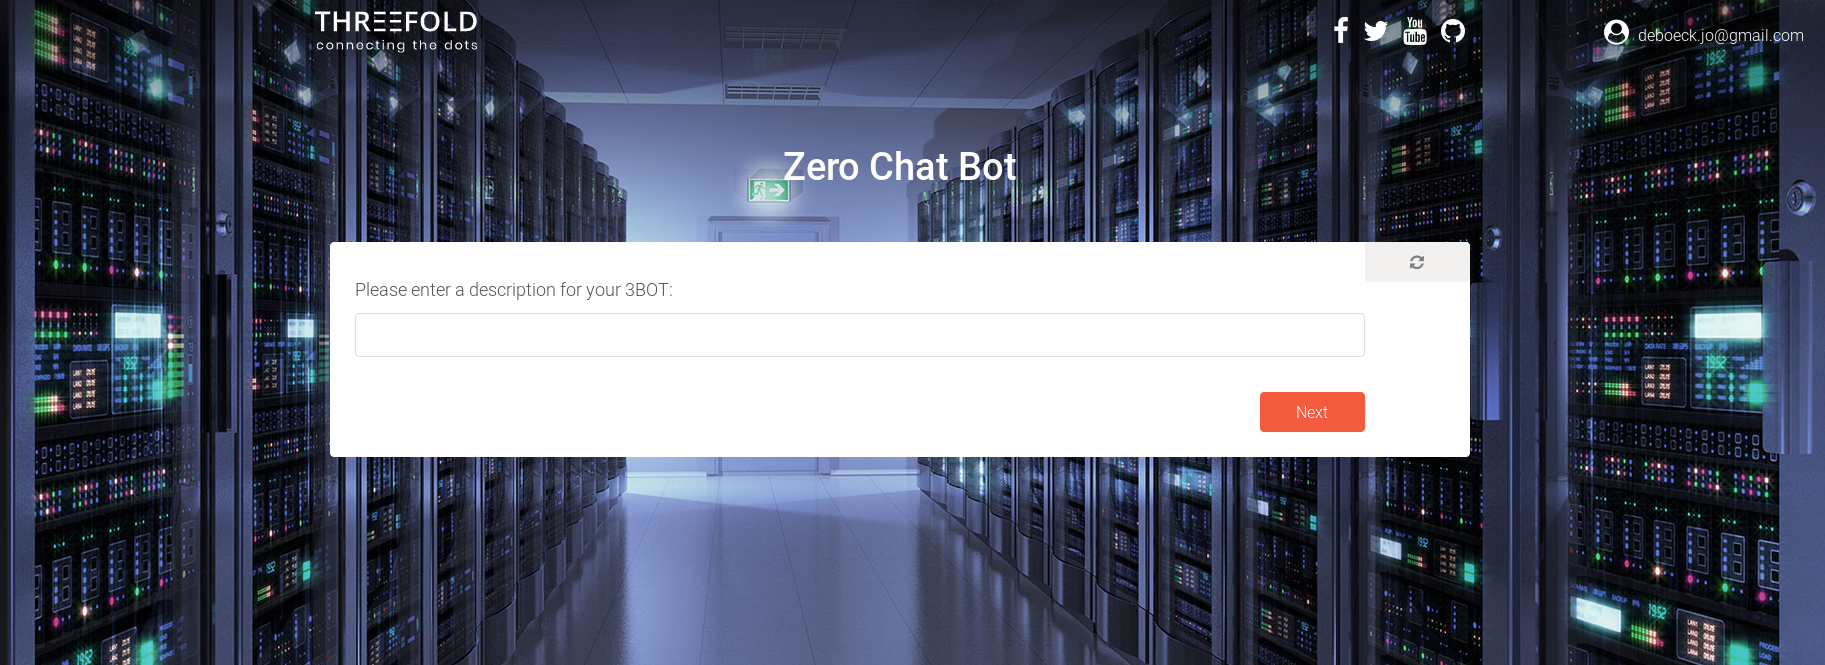 THREEFOLD
connecting the dots
You
Tube
deboeck.jo@gmail.com
Zero Chat Bot
Please enter a description for your 3BOT:
Next